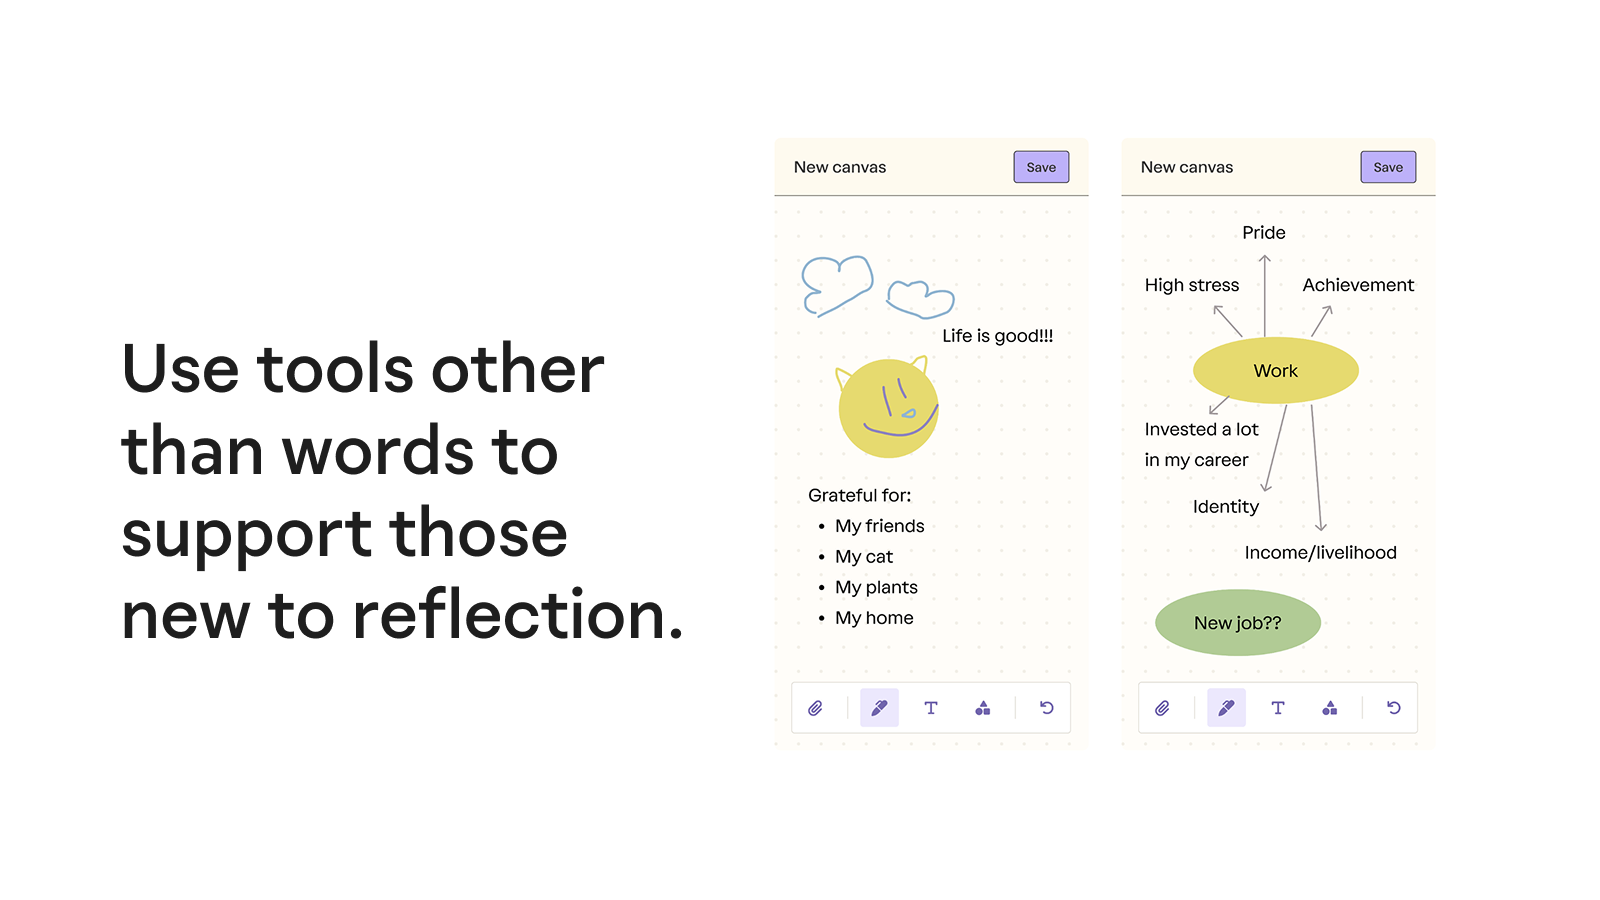 Use tools other
than words to
support those
new to reflection.
New canvas
Save
Life is good!!!
Grateful for:
• My friends
• My cat
• My plants
• My home
T
New canvas
Save
Pride
High stress
Achievement
Work
Invested a lot
in my career
Identity
Income/livelihood
New job??
T